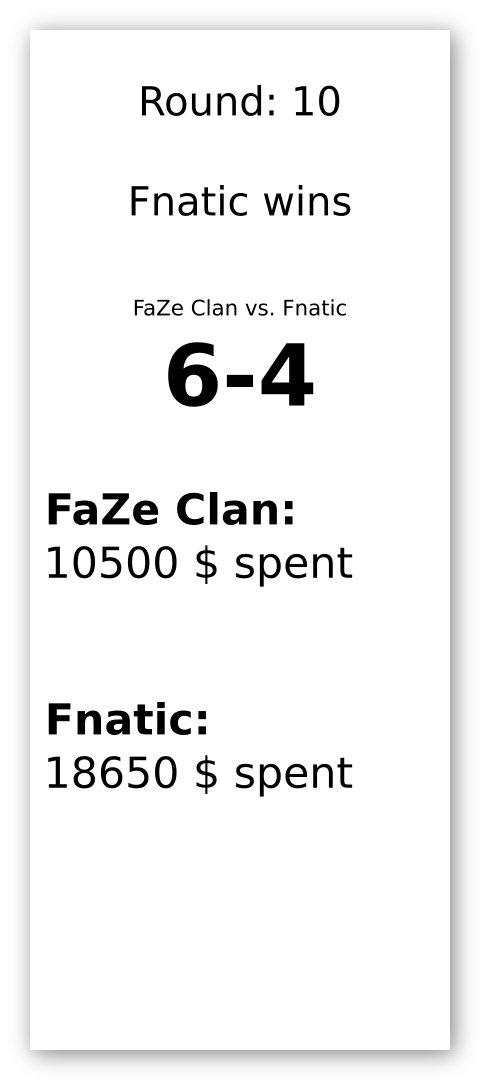 Round: 10
Fnatic wins
FaZe Clan vs. Fnatic
6-4
FaZe Clan:
10500 $ spent
Fnatic:
18650 $ spent